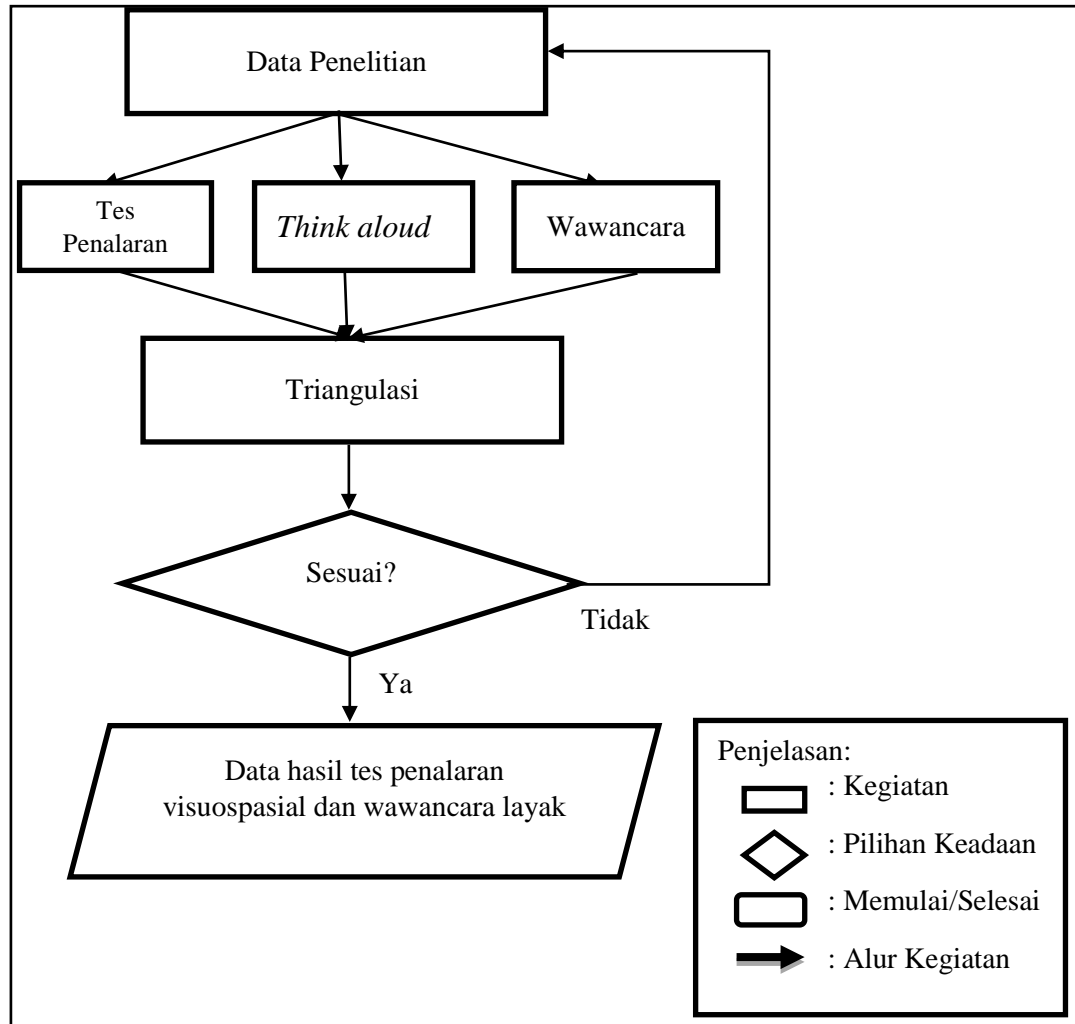 Data Penelitian
Tes
Penalaran
Think aloud
Wawancara
Triangulasi
Sesuai?
Tidak
Ya
Data hasil tes penalaran
visuospasial dan wawancara layak
Penjelasan:
: Kegiatan
: Pilihan Keadaan
: Memulai/Selesai
: Alur Kegiatan